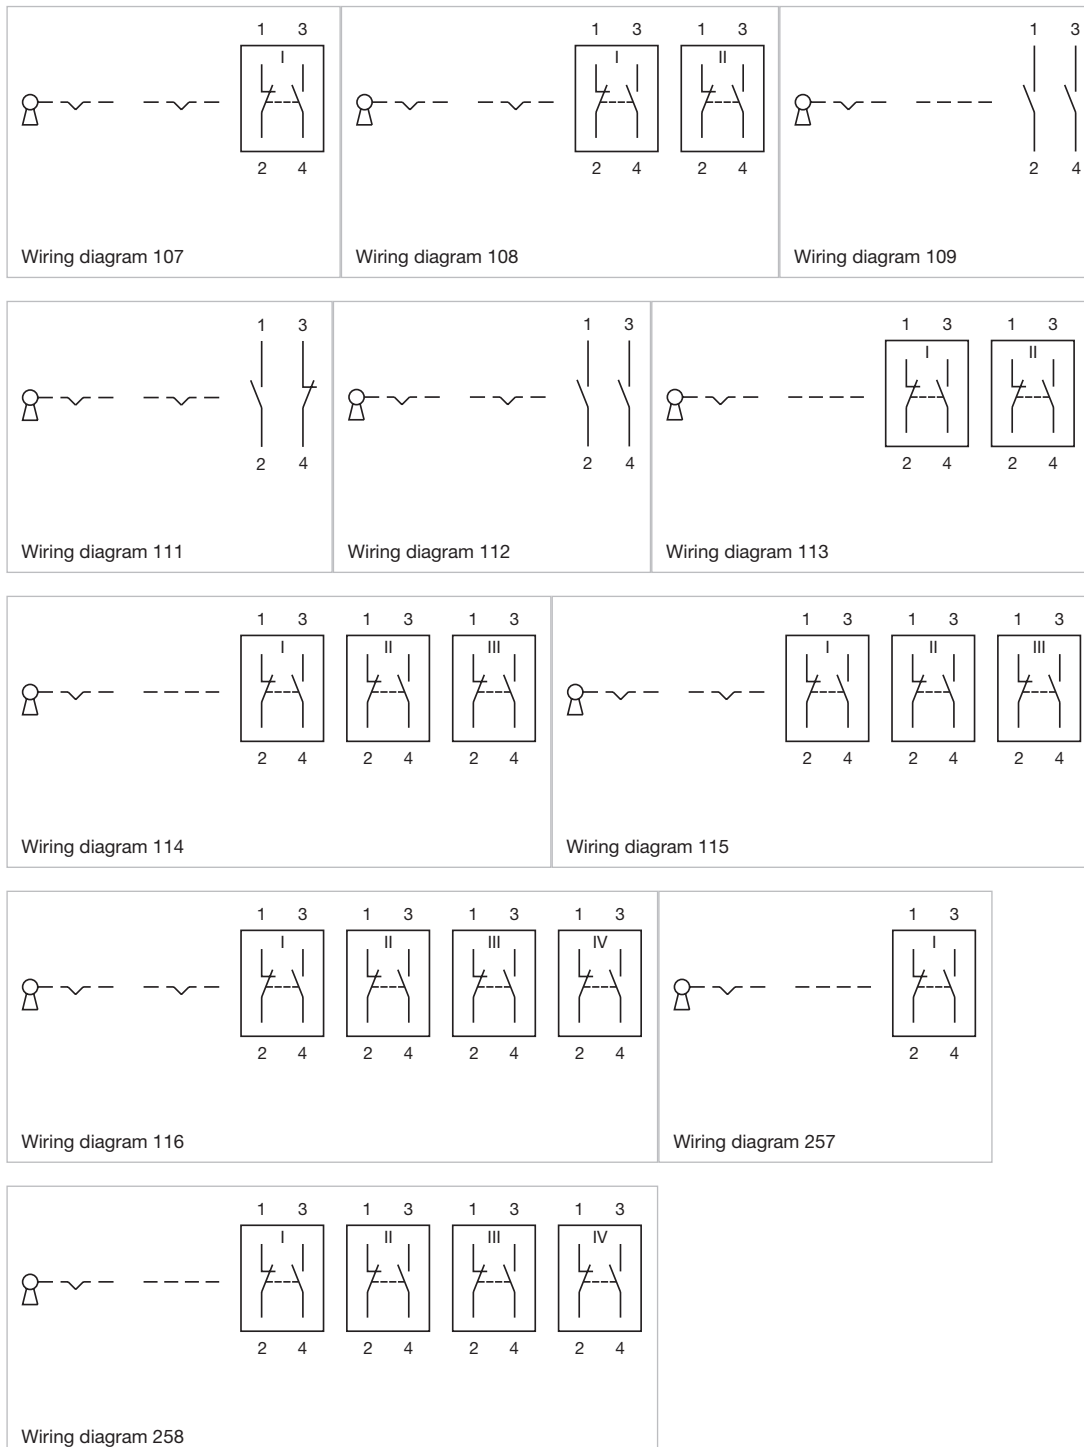 1 3
I
2 4
Wiring diagram 107
1 3 1 3
I II
2 4 2 4
Wiring diagram 108
1 3
2 4
Wiring diagram 109
1 3
2 4
Wiring diagram 111
1 3
2 4
Wiring diagram 112
1 3 1 3
I II
2 4 2 4
Wiring diagram 113
1 3 1 3 1 3
I II III
2 4 2 4 2 4
Wiring diagram 114
1 3 1 3 1 3
I II III
2 4 2 4 2 4
Wiring diagram 115
1 3 1 3 1 3 1 3
I II III IV
2 4 2 4 2 4 2 4
Wiring diagram 116
1 3
I
2 4
Wiring diagram 257
1 3 1 3 1 3 1 3
I II III IV
2 4 2 4 2 4 2 4
Wiring diagram 258